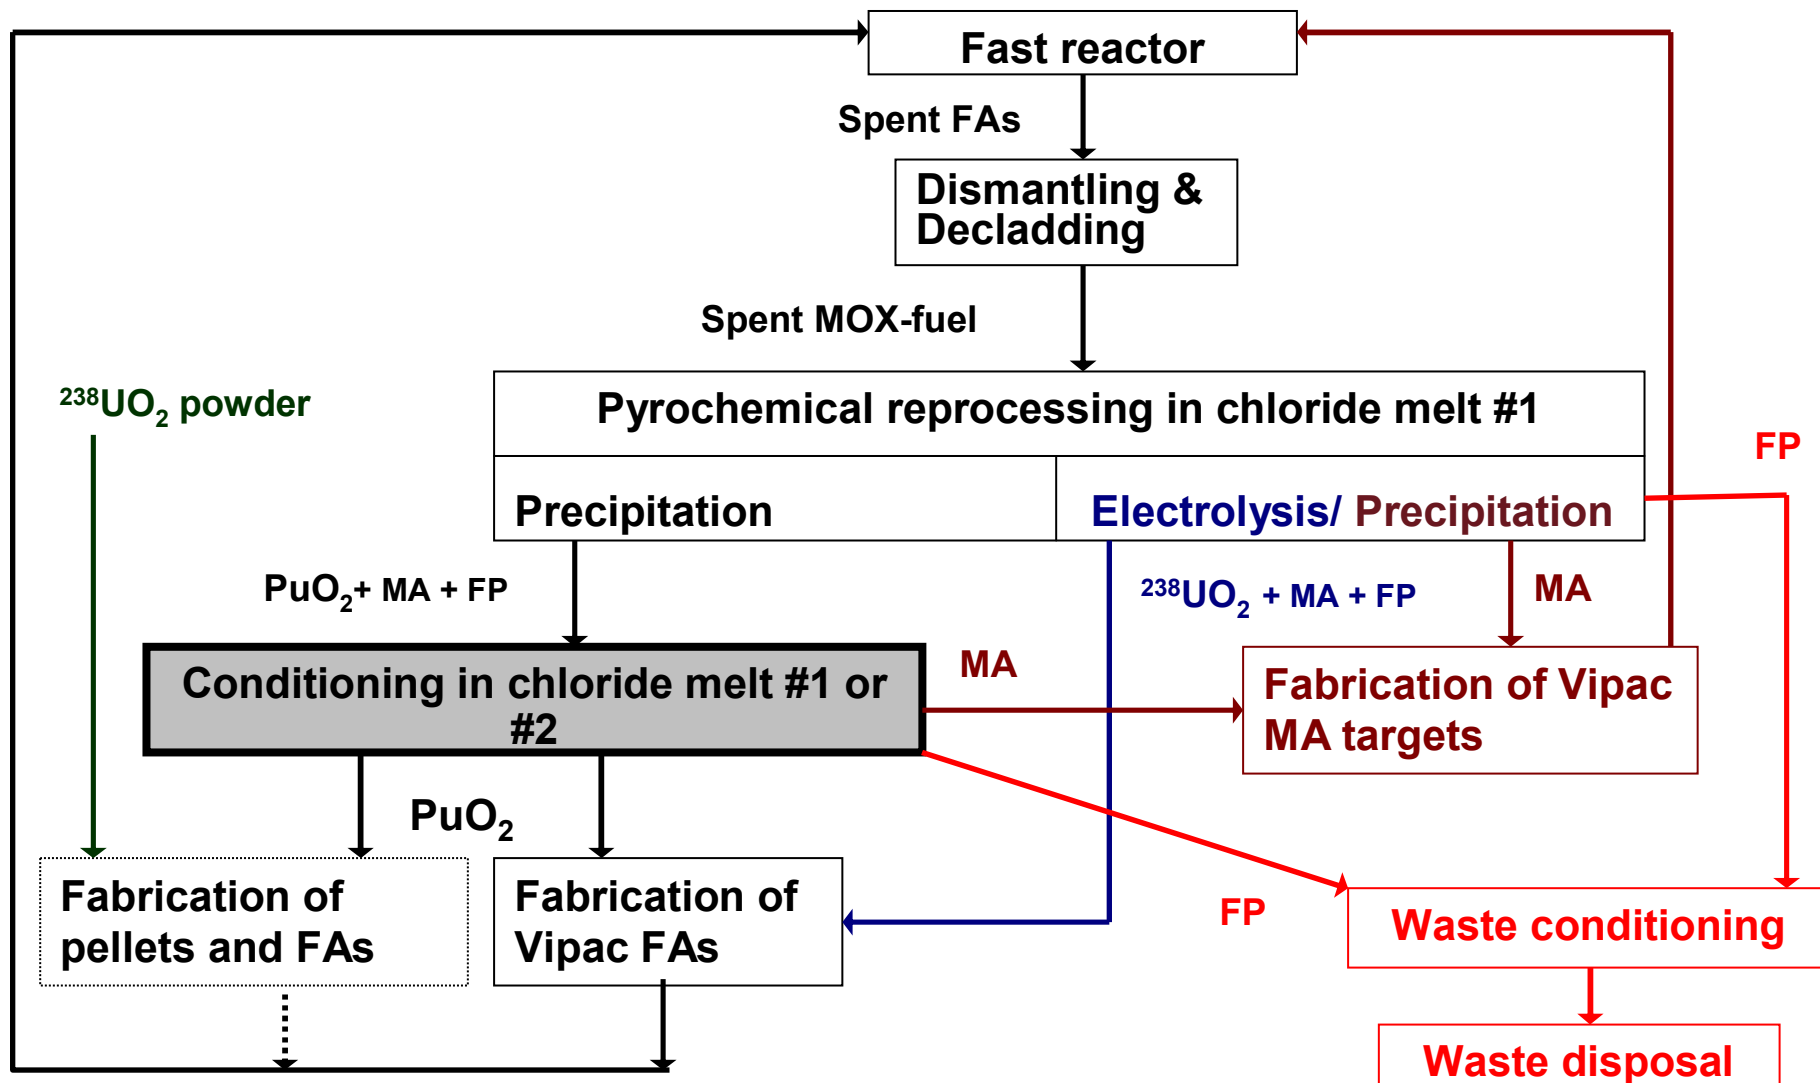 Fast reactor
Spent FAs
Dismantling &
Decladding
Spent MOX-fuel
²³⁸UO₂ powder
Pyrochemical reprocessing in chloride melt #1
FP
Precipitation
Electrolysis/ Precipitation
PuO₂+ MA + FP
²³⁸UO₂ + MA + FP
MA
Conditioning in chloride melt #1 or
#2
MA
Fabrication of Vipac
MA targets
PuO₂
Fabrication of
pellets and FAs
Fabrication of
Vipac FAs
FP
Waste conditioning
Waste disposal